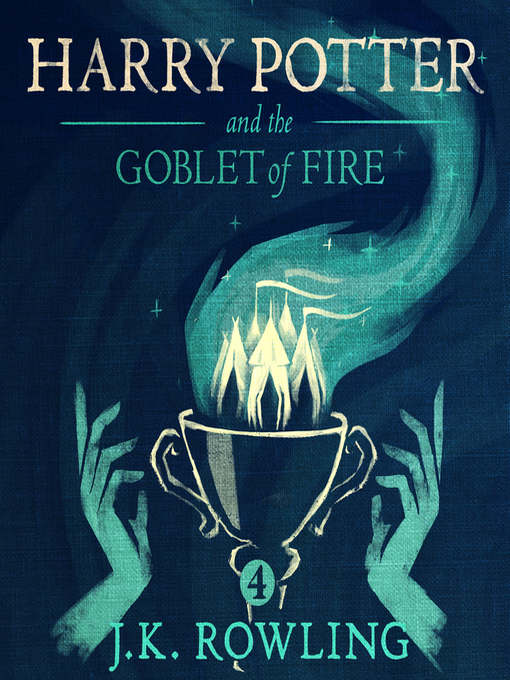 HARRY POTTER
and the
GOBLET of FIRE
4
J.K. ROWLING